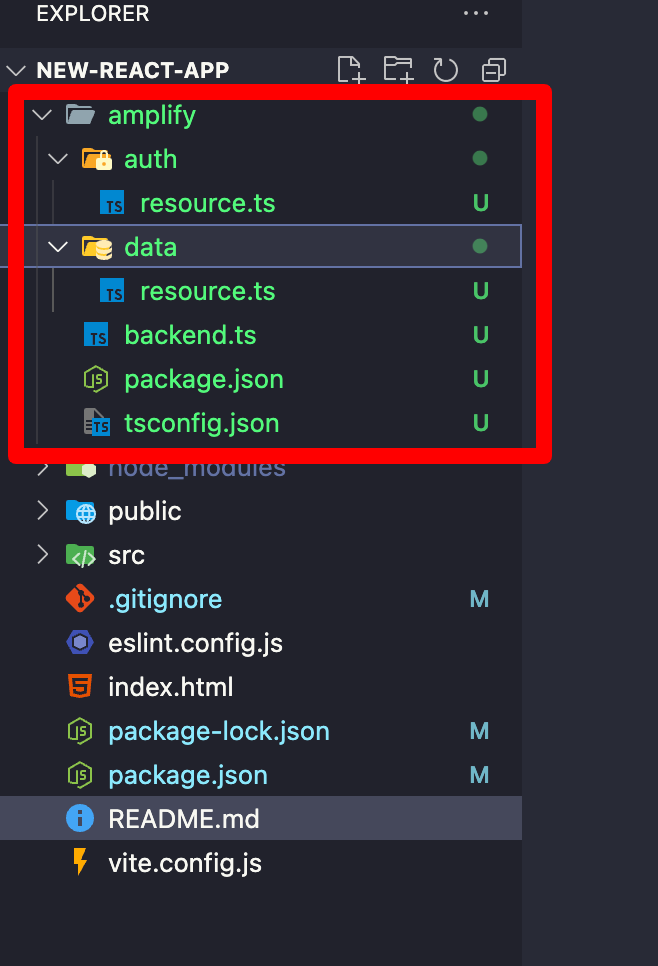 EXPLORER
NEW-REACT-APP
amplify
auth
resource.ts U
data
resource.ts U
backend.ts U
package.json U
tsconfig.json U
node_modules
public
src
.gitignore M
eslint.config.js
index.html
package-lock.json M
package.json M
README.md
vite.config.js